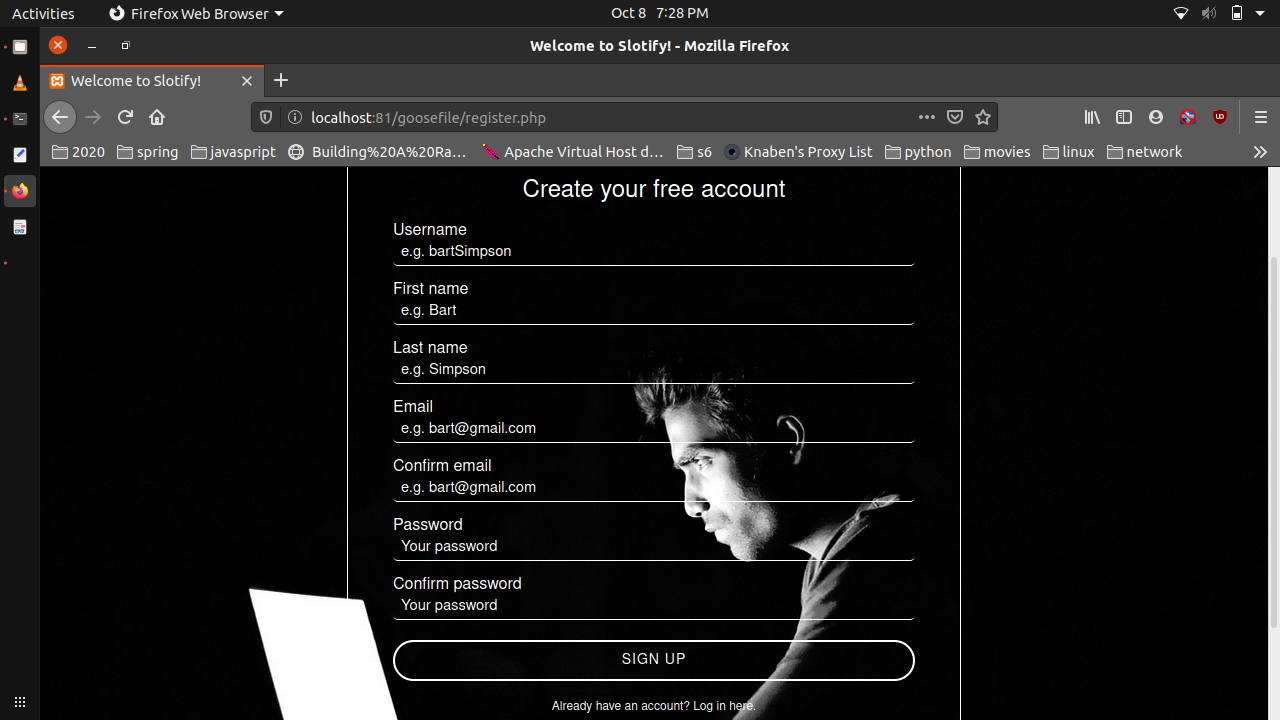 Activities Firefox Web Browser Oct 8 7:28 PM
Welcome to Slotify! - Mozilla Firefox
Welcome to Slotify!
localhost:81/goosefile/register.php
2020 spring javasript Building%20A%20Ra... Apache Virtual Host d... s6 Knaben's Proxy List python movies linux network
Create your free account
Username
e.g. bartSimpson
First name
e.g. Bart
Last name
e.g. Simpson
Email
e.g. bart@gmail.com
Confirm email
e.g. bart@gmail.com
Password
Your password
Confirm password
Your password
SIGN UP
Already have an account? Log in here.